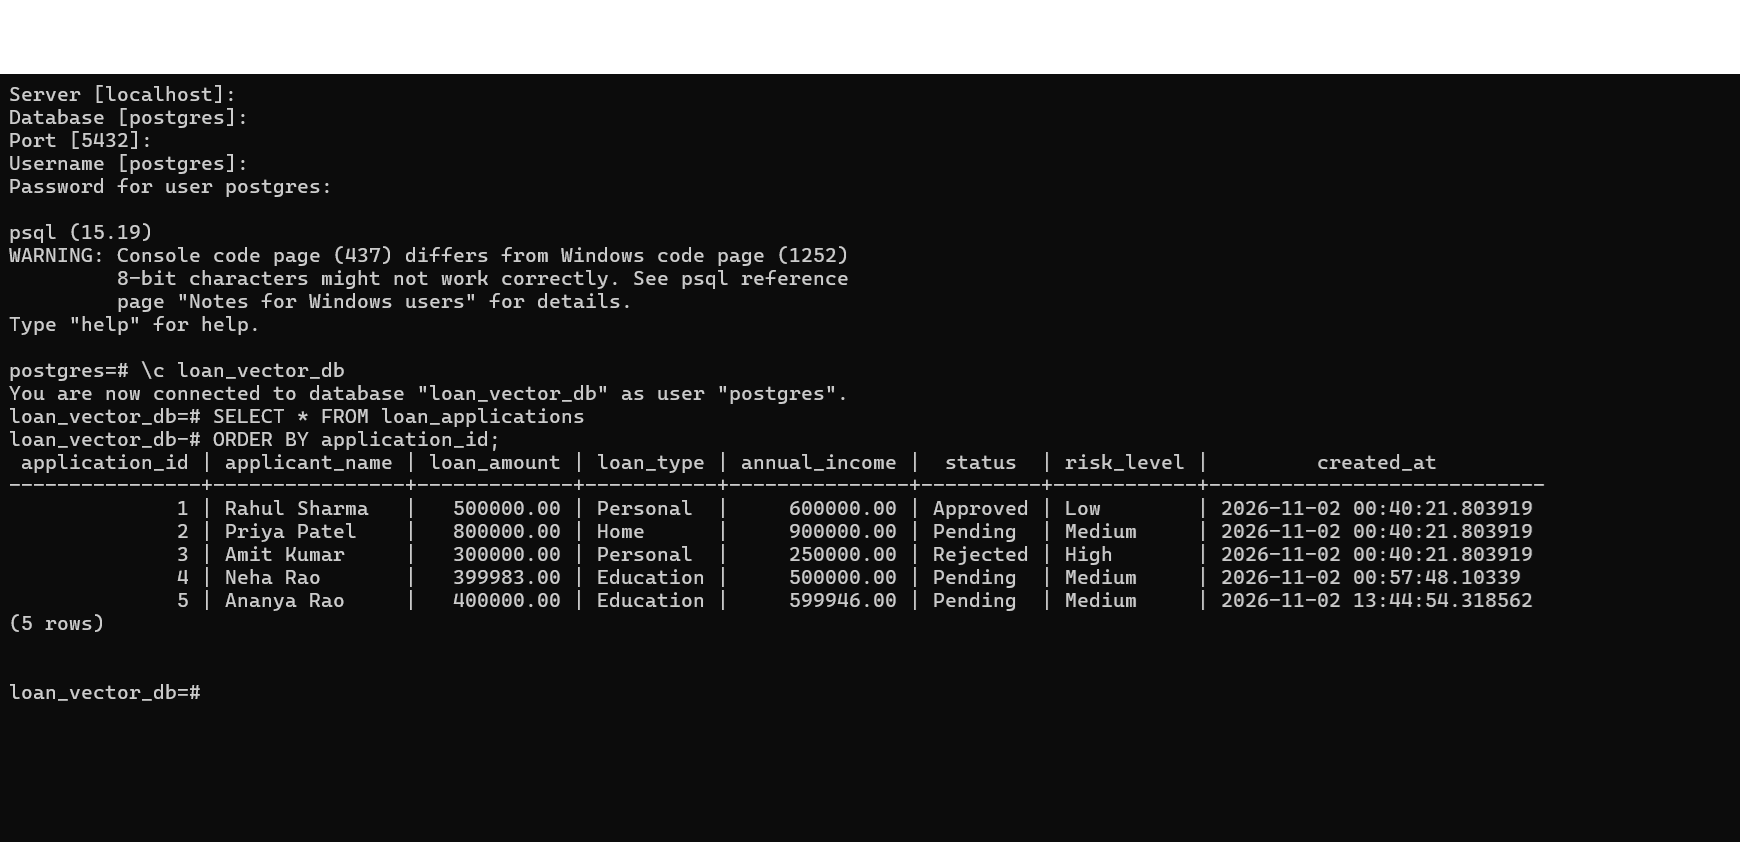 Server [localhost]:
Database [postgres]:
Port [5432]:
Username [postgres]:
Password for user postgres:
psql (15.19)
WARNING: Console code page (437) differs from Windows code page (1252)
         8-bit characters might not work correctly. See psql reference
         page "Notes for Windows users" for details.
Type "help" for help.
postgres=# \c loan_vector_db
You are now connected to database "loan_vector_db" as user "postgres".
loan_vector_db=# SELECT * FROM loan_applications
loan_vector_db-# ORDER BY application_id;
 application_id | applicant_name | loan_amount | loan_type | annual_income |  status  | risk_level |         created_at
----------------+----------------+-------------+-----------+---------------+----------+------------+----------------------------
              1 | Rahul Sharma   |   500000.00 | Personal  |     600000.00 | Approved | Low        | 2026-11-02 00:40:21.803919
              2 | Priya Patel    |   800000.00 | Home      |     900000.00 | Pending  | Medium     | 2026-11-02 00:40:21.803919
              3 | Amit Kumar     |   300000.00 | Personal  |     250000.00 | Rejected | High       | 2026-11-02 00:40:21.803919
              4 | Neha Rao       |   399983.00 | Education |     500000.00 | Pending  | Medium     | 2026-11-02 00:57:48.10339
              5 | Ananya Rao     |   400000.00 | Education |     599946.00 | Pending  | Medium     | 2026-11-02 13:44:54.318562
(5 rows)
loan_vector_db=#